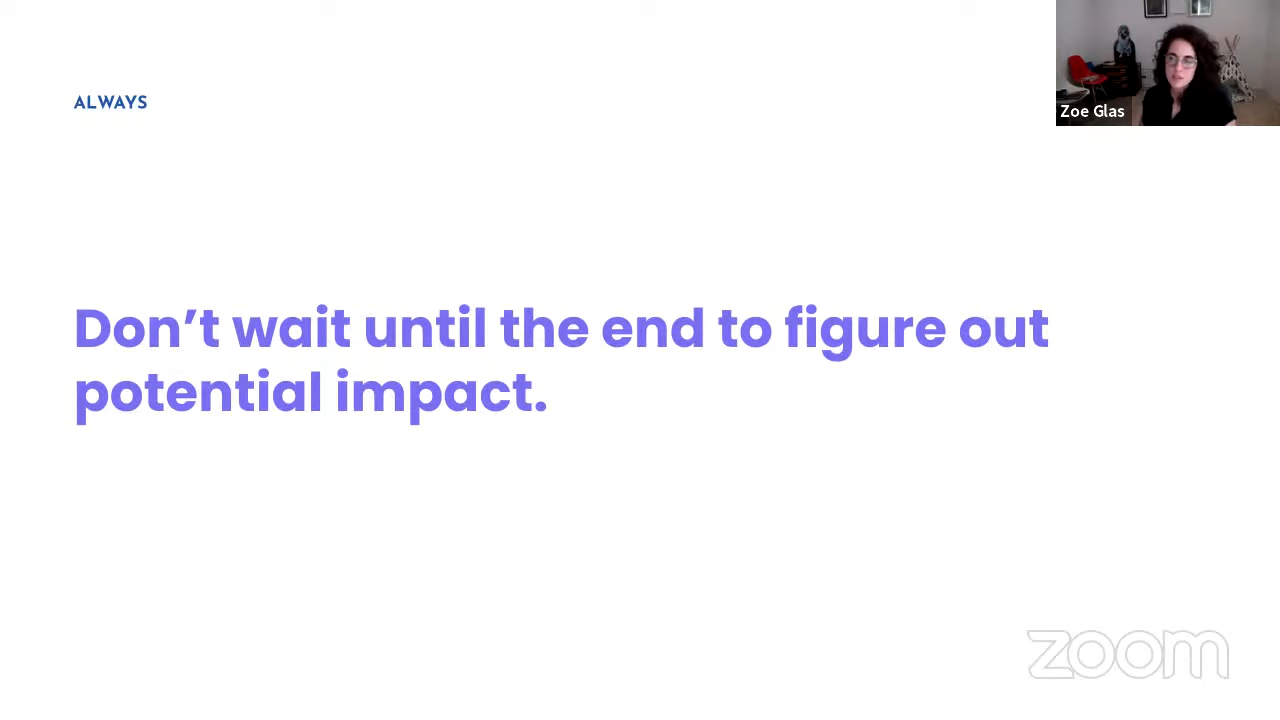 ALWAYS
Zoe Glas
Don’t wait until the end to figure out
potential impact.
zoom